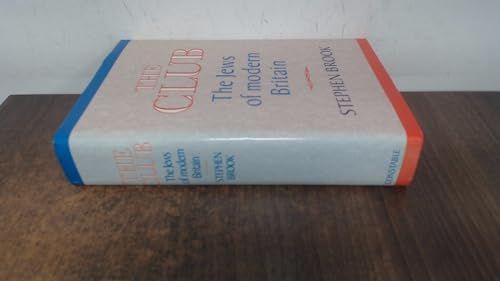 THE
CLUB
The Jews
of modern
Britain
STEPHEN BROOK
THE
CLUB
The Jews
of modern
Britain
STEPHEN
BROOK
CONSTABLE